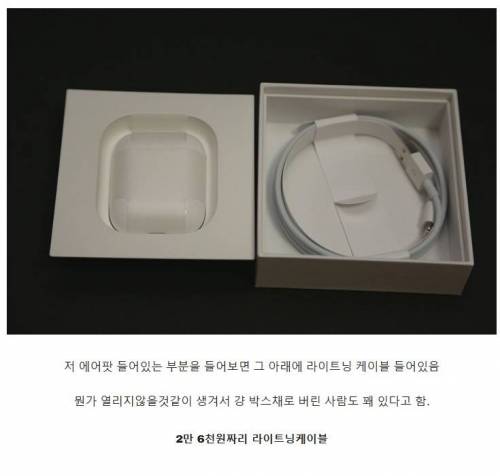 저 에어팟 들어있는 부분을 들어보면 그 아래에 라이트닝 케이블 들어있음
뭔가 열리지않을것같이 생겨서 걍 박스채로 버린 사람도 꽤 있다고 함.
2만 6천원짜리 라이트닝케이블